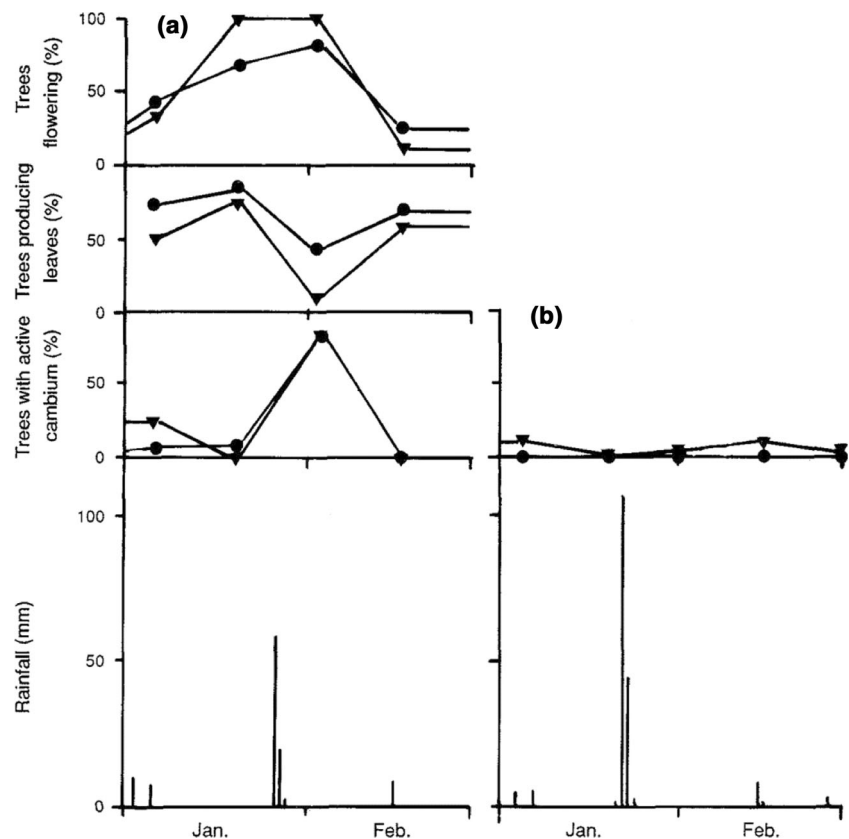 (a)
100
50
0
Trees
flowering (%)
50
0
Trees producing
leaves (%)
(b)
50
0
Trees with active
cambium (%)
100
50
0
Rainfall (mm)
Jan.
Feb.
Jan.
Feb.